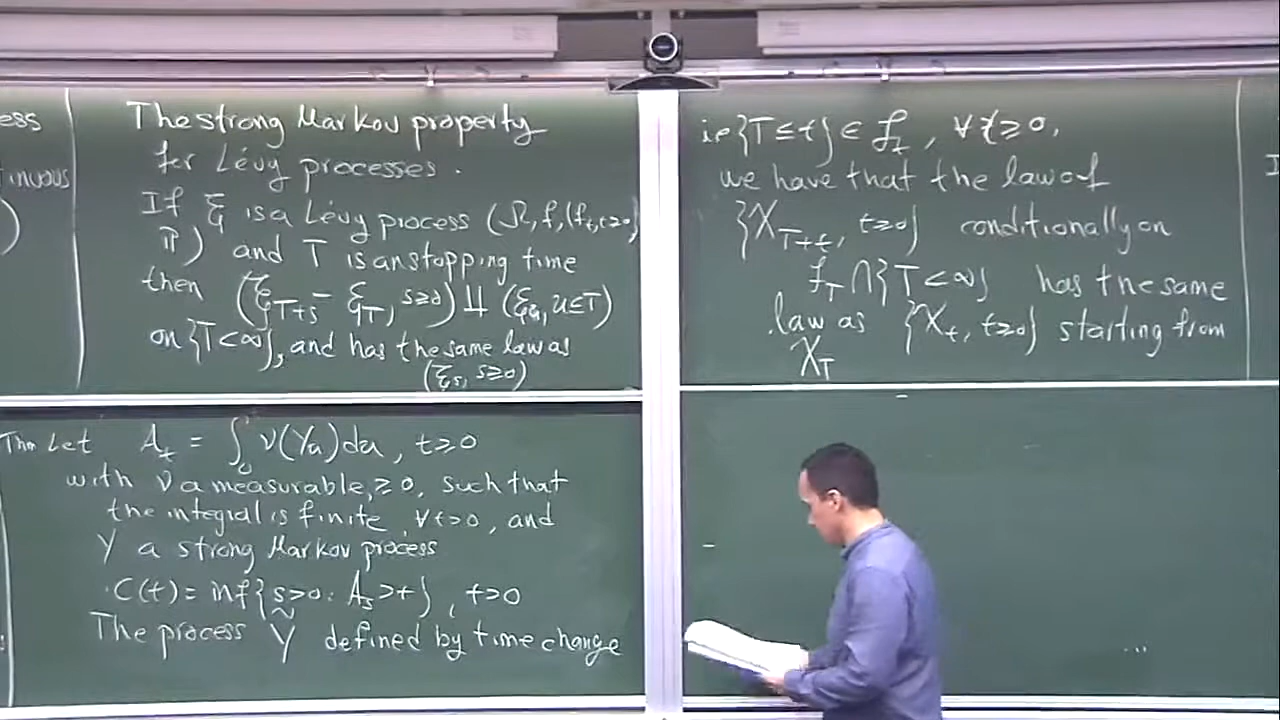 ess
inuous
)
The strong Markov property
for Lévy processes.
If ξ is a Lévy process (Ω, F, (F_t, t≥0)
ℙ) and T is an stopping time
then (ξ_{T+s} - ξ_T, s≥0) ⫫ (ξ_u, u≤T)
on {T<∞}, and has the same law as
(ξ_s, s≥0)
Thm Let A_t = ∫_0^t ν(Y_u)du, t≥0
with ν a measurable, ≥0, such that
the integral is finite, ∀t>0, and
Y a strong Markov process
C(t) = inf{s>0: A_s>t}, t>0
The process Ỹ defined by time change
ie {T≤t} ∈ F_t, ∀t≥0,
we have that the law of
{X_{T+t}, t≥0} conditionally on
F_T ∩ {T<∞} has the same
law as {X_t, t≥0} starting from
X_T